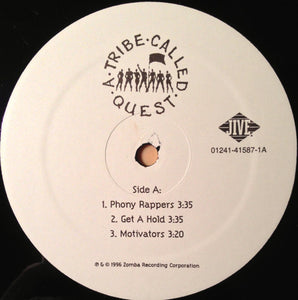 A · TRIBE · CALLED · QUEST ·
JIVE
01241-41587-1A
Side A:
1. Phony Rappers 3:35
2. Get A Hold 3:35
3. Motivators 3:20
℗ & © 1996 Zomba Recording Corporation